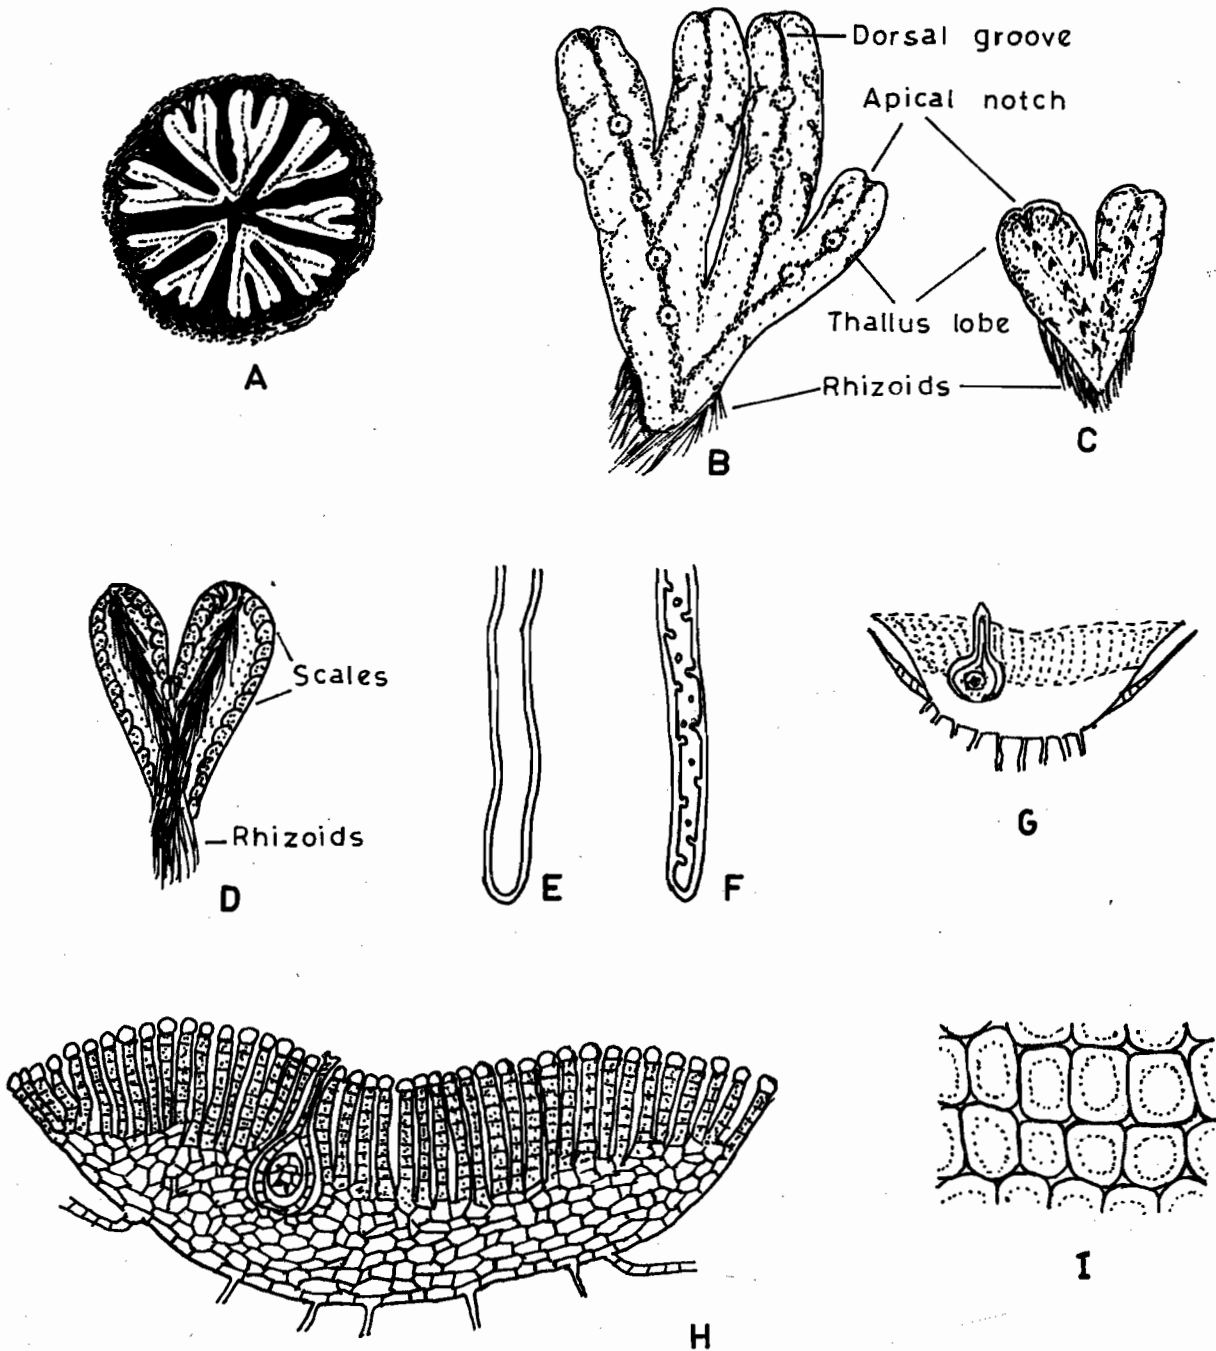 Dorsal groove
Apical notch
Thallus lobe
Rhizoids
A
B
C
Scales
Rhizoids
D
E
F
G
H
I